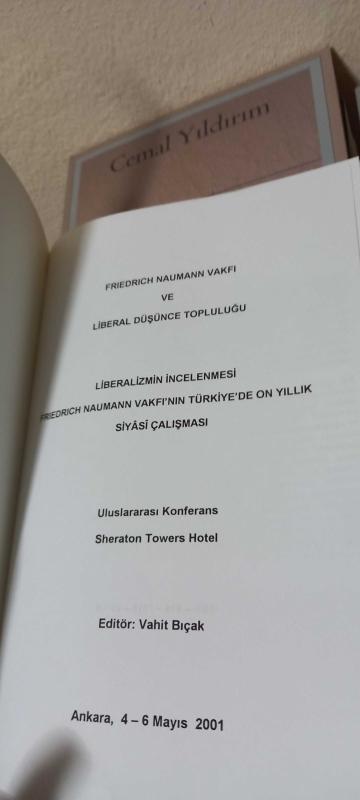 Cemal Yıldırım
FRIEDRICH NAUMANN VAKFI
VE
LİBERAL DÜŞÜNCE TOPLULUĞU
LİBERALİZMİN İNCELENMESİ
FRIEDRICH NAUMANN VAKFI'NIN TÜRKİYE'DE ON YILLIK
SİYÂSÎ ÇALIŞMASI
Uluslararası Konferans
Sheraton Towers Hotel
Editör: Vahit Bıçak
Ankara, 4 – 6 Mayıs 2001